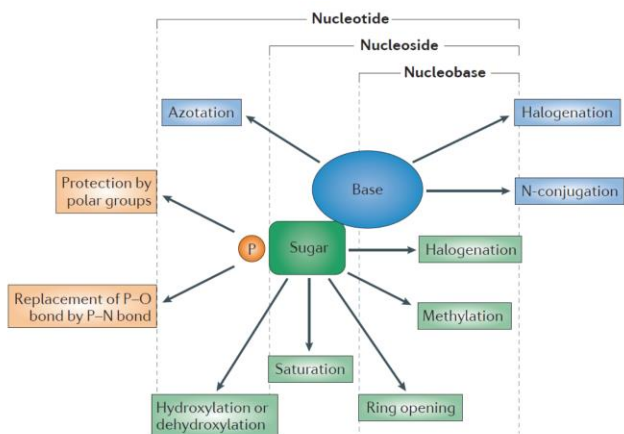 Nucleotide
Nucleoside
Nucleobase
Azotation
Halogenation
Protection by
polar groups
Base
N-conjugation
P
Sugar
Halogenation
Replacement of P–O
bond by P–N bond
Methylation
Saturation
Hydroxylation or
dehydroxylation
Ring opening